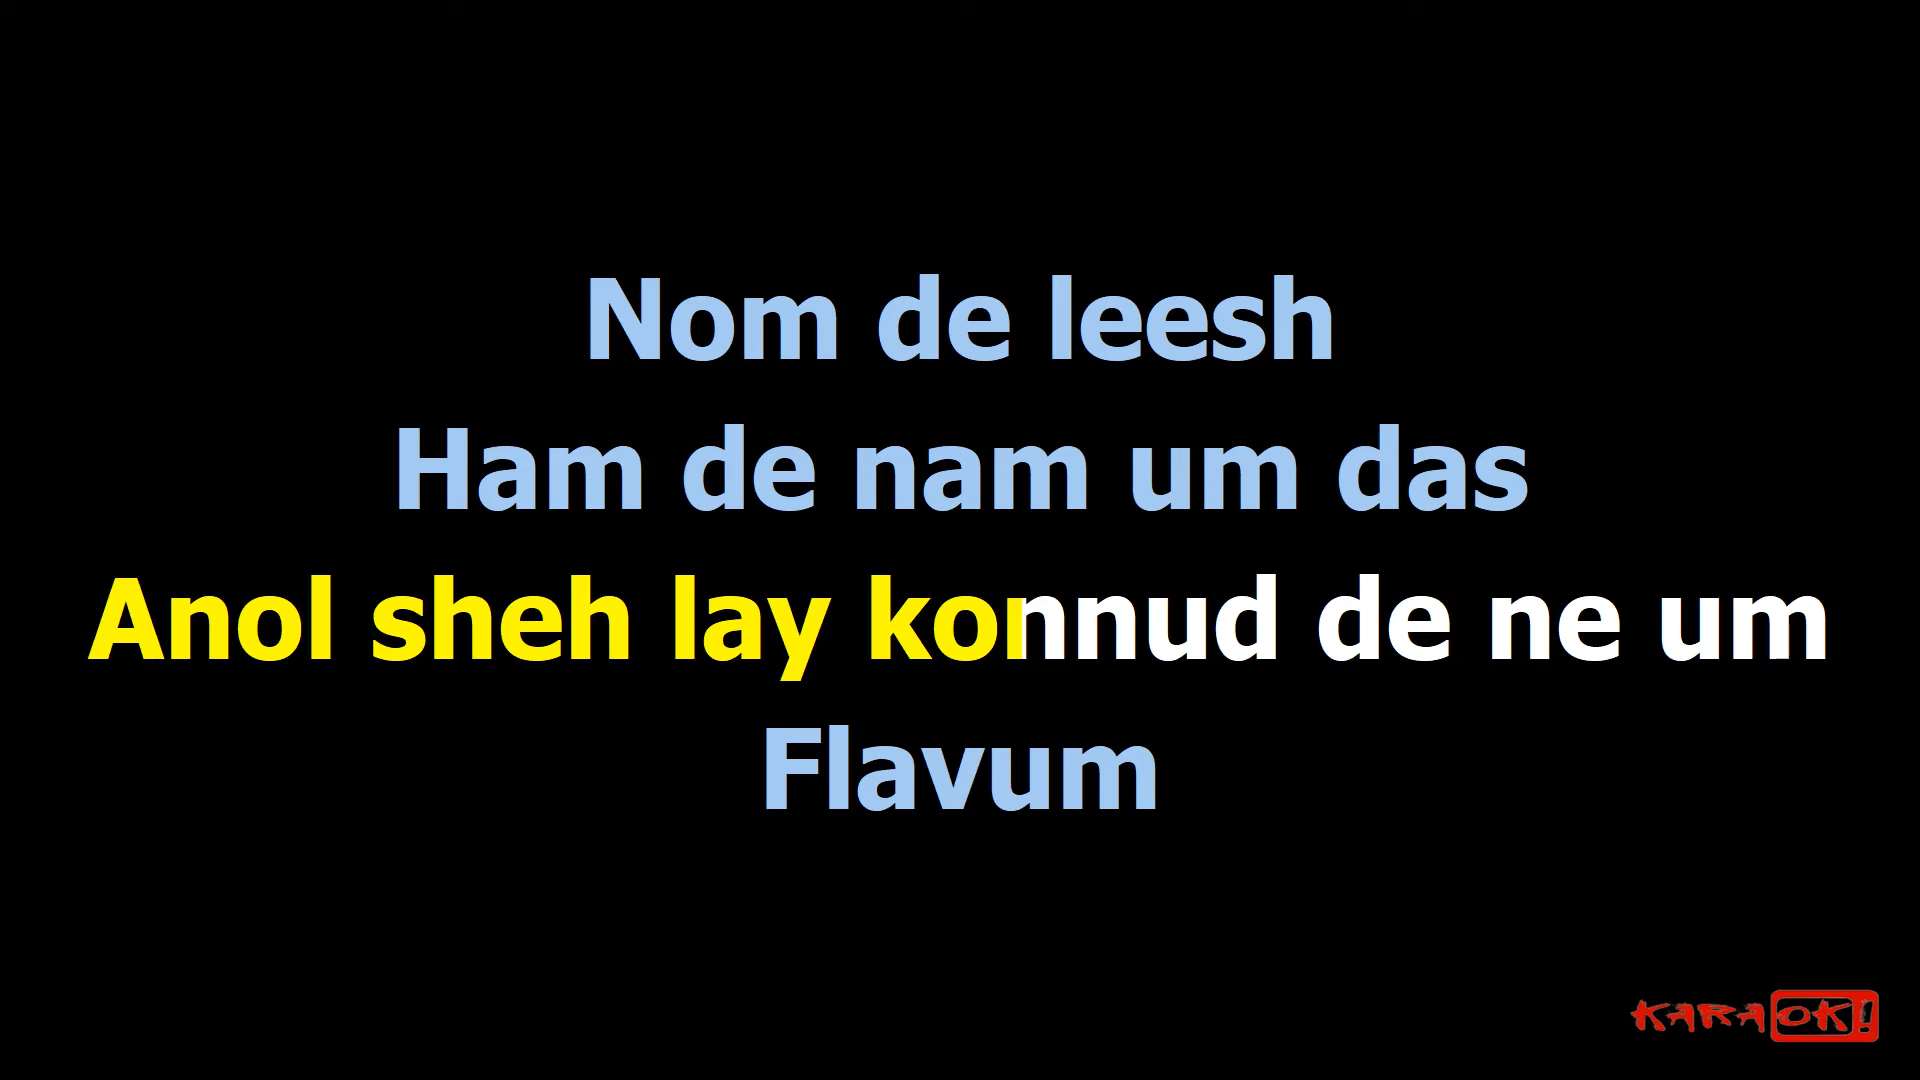 Nom de leesh
Ham de nam um das
Anol sheh lay konnud de ne um
Flavum
KARAOK!